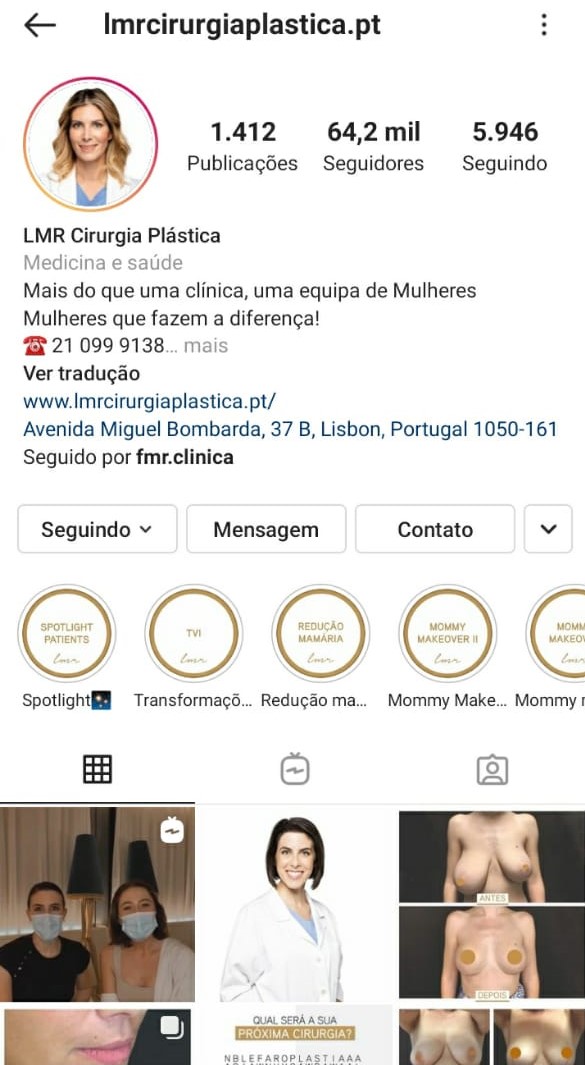 lmrcirurgiaplastica.pt
1.412 64,2 mil 5.946
Publicações Seguidores Seguindo
LMR Cirurgia Plástica
Medicina e saúde
Mais do que uma clínica, uma equipa de Mulheres
Mulheres que fazem a diferença!
☎️ 21 099 9138... mais
Ver tradução
www.lmrcirurgiaplastica.pt/
Avenida Miguel Bombarda, 37 B, Lisbon, Portugal 1050-161
Seguido por fmr.clinica
Seguindo Mensagem Contato
SPOTLIGHT
PATIENTS
lmr
TVI
lmr
REDUÇÃO
MAMÁRIA
lmr
MOMMY
MAKEOVER II
lmr
MOMM
MAKEOV
lmr
Spotlight Transformaçõ... Redução ma... Mommy Make... Mommy
ANTES
DEPOIS
QUAL SERÁ A SUA
PRÓXIMA CIRURGIA?
NBLEFAROPLASTIAAA